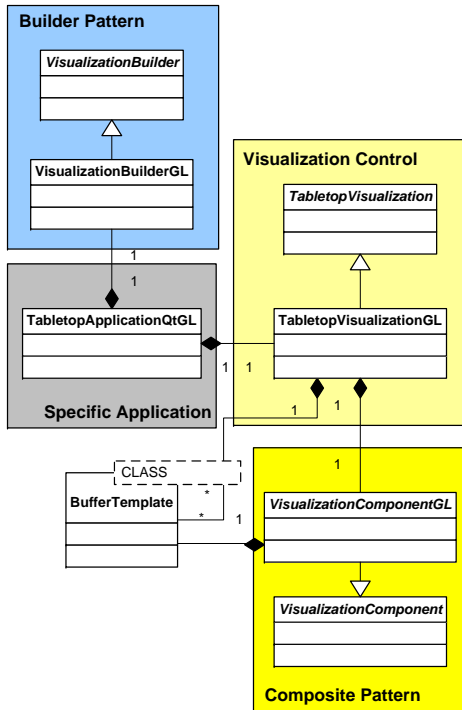 Builder Pattern
VisualizationBuilder
VisualizationBuilderGL
1
1
TabletopApplicationQtGL
Specific Application
Visualization Control
TabletopVisualization
TabletopVisualizationGL
1
1
1
1
1
CLASS
BufferTemplate
*
*
1
VisualizationComponentGL
VisualizationComponent
Composite Pattern